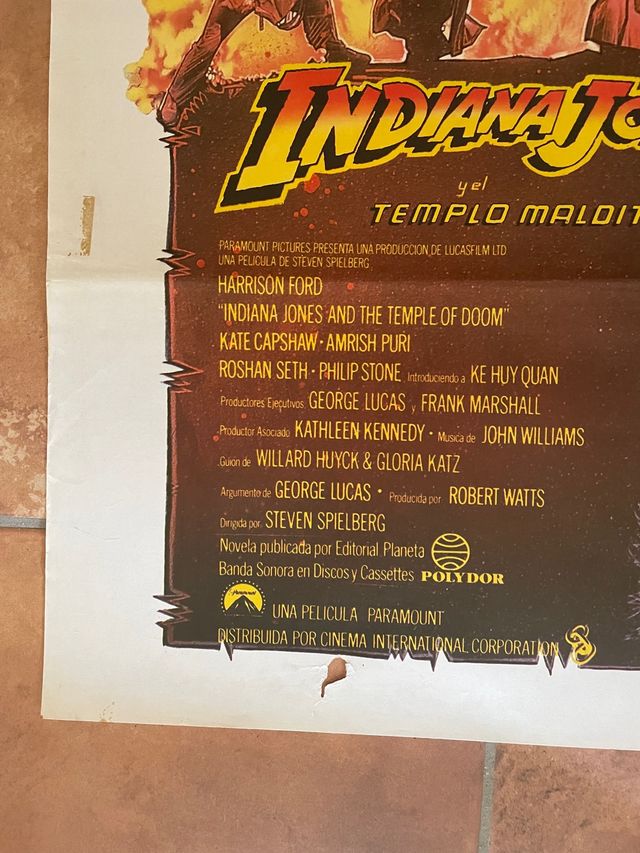 INDIANA JO
y el
TEMPLO MALDIT
PARAMOUNT PICTURES PRESENTA UNA PRODUCCION DE LUCASFILM LTD
UNA PELICULA DE STEVEN SPIELBERG
HARRISON FORD
"INDIANA JONES AND THE TEMPLE OF DOOM"
KATE CAPSHAW · AMRISH PURI
ROSHAN SETH · PHILIP STONE Introduciendo a KE HUY QUAN
Productores Ejecutivos GEORGE LUCAS y FRANK MARSHALL
Productor Asociado KATHLEEN KENNEDY · Musica de JOHN WILLIAMS
Guion de WILLARD HUYCK & GLORIA KATZ
Argumento de GEORGE LUCAS · Producida por ROBERT WATTS
Dirigida por STEVEN SPIELBERG
Novela publicada por Editorial Planeta
Banda Sonora en Discos y Cassettes POLYDOR
Paramount
UNA PELICULA PARAMOUNT
DISTRIBUIDA POR CINEMA INTERNATIONAL CORPORATION